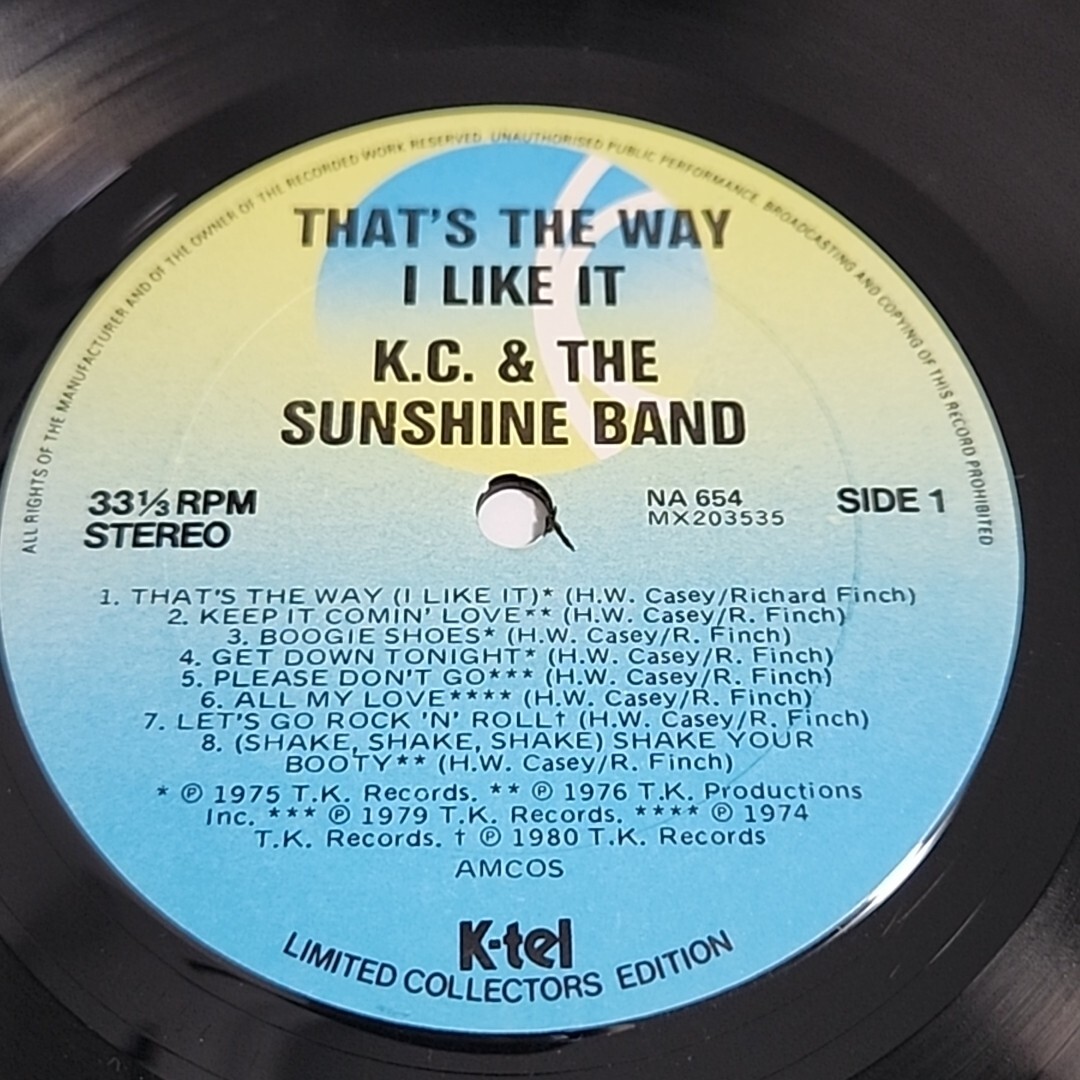 ALL RIGHTS OF THE MANUFACTURER AND OF THE OWNER OF THE RECORDED WORK RESERVED. UNAUTHORISED PUBLIC PERFORMANCE, BROADCASTING AND COPYING OF THIS RECORD PROHIBITED
THAT'S THE WAY
I LIKE IT
K.C. & THE
SUNSHINE BAND
33⅓ RPM
STEREO
NA 654
MX203535
SIDE 1
1. THAT'S THE WAY (I LIKE IT)* (H.W. Casey/Richard Finch)
2. KEEP IT COMIN' LOVE** (H.W. Casey/R. Finch)
3. BOOGIE SHOES* (H.W. Casey/R. Finch)
4. GET DOWN TONIGHT* (H.W. Casey/R. Finch)
5. PLEASE DON'T GO*** (H.W. Casey/R. Finch)
6. ALL MY LOVE**** (H.W. Casey/R. Finch)
7. LET'S GO ROCK 'N' ROLL† (H.W. Casey/R. Finch)
8. (SHAKE, SHAKE, SHAKE) SHAKE YOUR
BOOTY** (H.W. Casey/R. Finch)
* ℗ 1975 T.K. Records. ** ℗ 1976 T.K. Productions
Inc. *** ℗ 1979 T.K. Records. **** ℗ 1974
T.K. Records. † ℗ 1980 T.K. Records
AMCOS
K-tel
LIMITED COLLECTORS EDITION